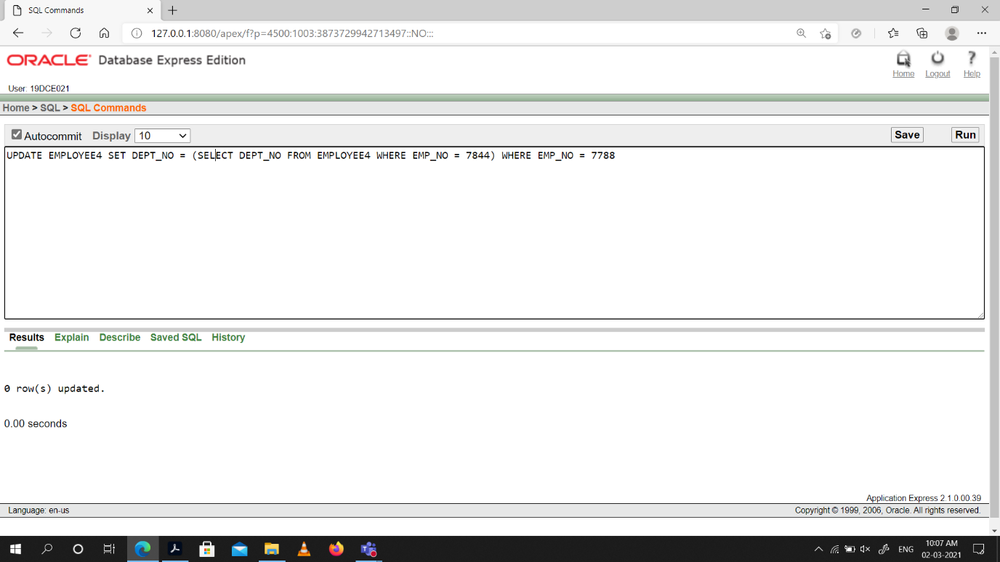 SQL Commands
127.0.0.1:8080/apex/f?p=4500:1003:3873729942713497::NO:::
ORACLE Database Express Edition
Home Logout Help
User: 19DCE021
Home > SQL > SQL Commands
Autocommit Display 10 Save Run
UPDATE EMPLOYEE4 SET DEPT_NO = (SELECT DEPT_NO FROM EMPLOYEE4 WHERE EMP_NO = 7844) WHERE EMP_NO = 7788
Results Explain Describe Saved SQL History
0 row(s) updated.
0.00 seconds
Application Express 2.1.0.00.39
Language: en-us Copyright © 1999, 2006, Oracle. All rights reserved.
ENG 10:07 AM
02-03-2021